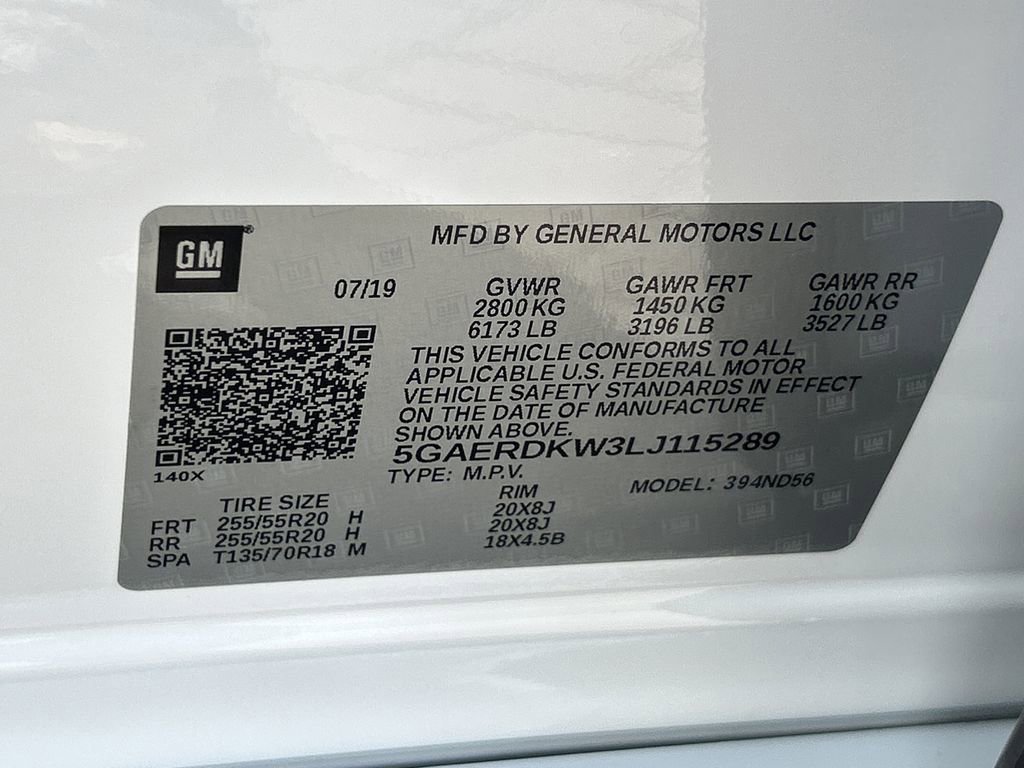 GM®
MFD BY GENERAL MOTORS LLC
07/19 GVWR GAWR FRT GAWR RR
2800 KG 1450 KG 1600 KG
6173 LB 3196 LB 3527 LB
THIS VEHICLE CONFORMS TO ALL
APPLICABLE U.S. FEDERAL MOTOR
VEHICLE SAFETY STANDARDS IN EFFECT
ON THE DATE OF MANUFACTURE
SHOWN ABOVE.
5GAERDKW3LJ115289
140X
TYPE: M.P.V. MODEL: 394ND56
TIRE SIZE RIM
FRT 255/55R20 H 20X8J
RR 255/55R20 H 20X8J
SPA T135/70R18 M 18X4.5B